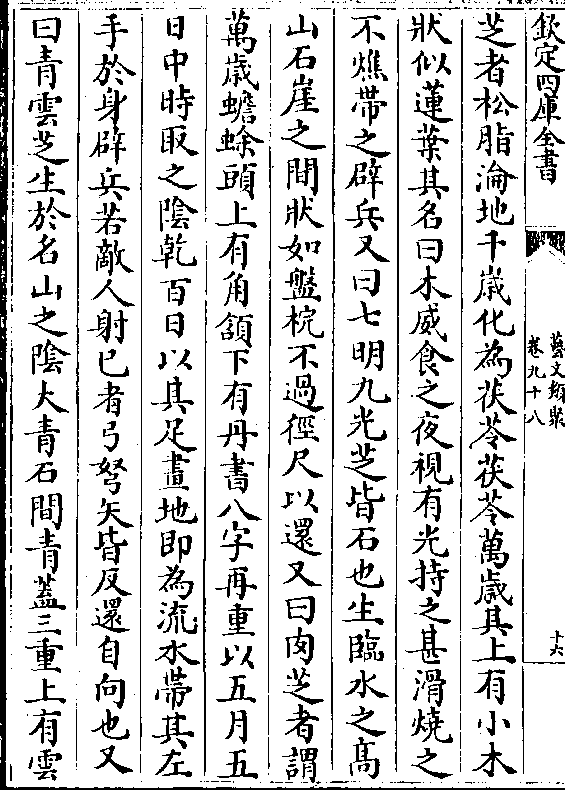 欽定四庫全書
藝文類聚
卷九十八
十六
芝者松脂淪地千歳化為茯苓茯苓萬歳其上有小木
狀似蓮葉其名曰木威食之夜視有光持之甚滑燒之
不燋帶之辟兵又曰七明九光芝皆石也生臨水之髙
山石崖之間狀如盤椀不過徑尺以還又曰肉芝者謂
萬歳蟾蜍頭上有角頷下有丹書八字再重以五月五
日中時取之陰乾百日以其足畫地即為流水帶其左
手於身辟兵若敵人射已者弓弩矢皆反還自向也又
曰青雲芝生於名山之陰大青石間青蓋三重上有雲